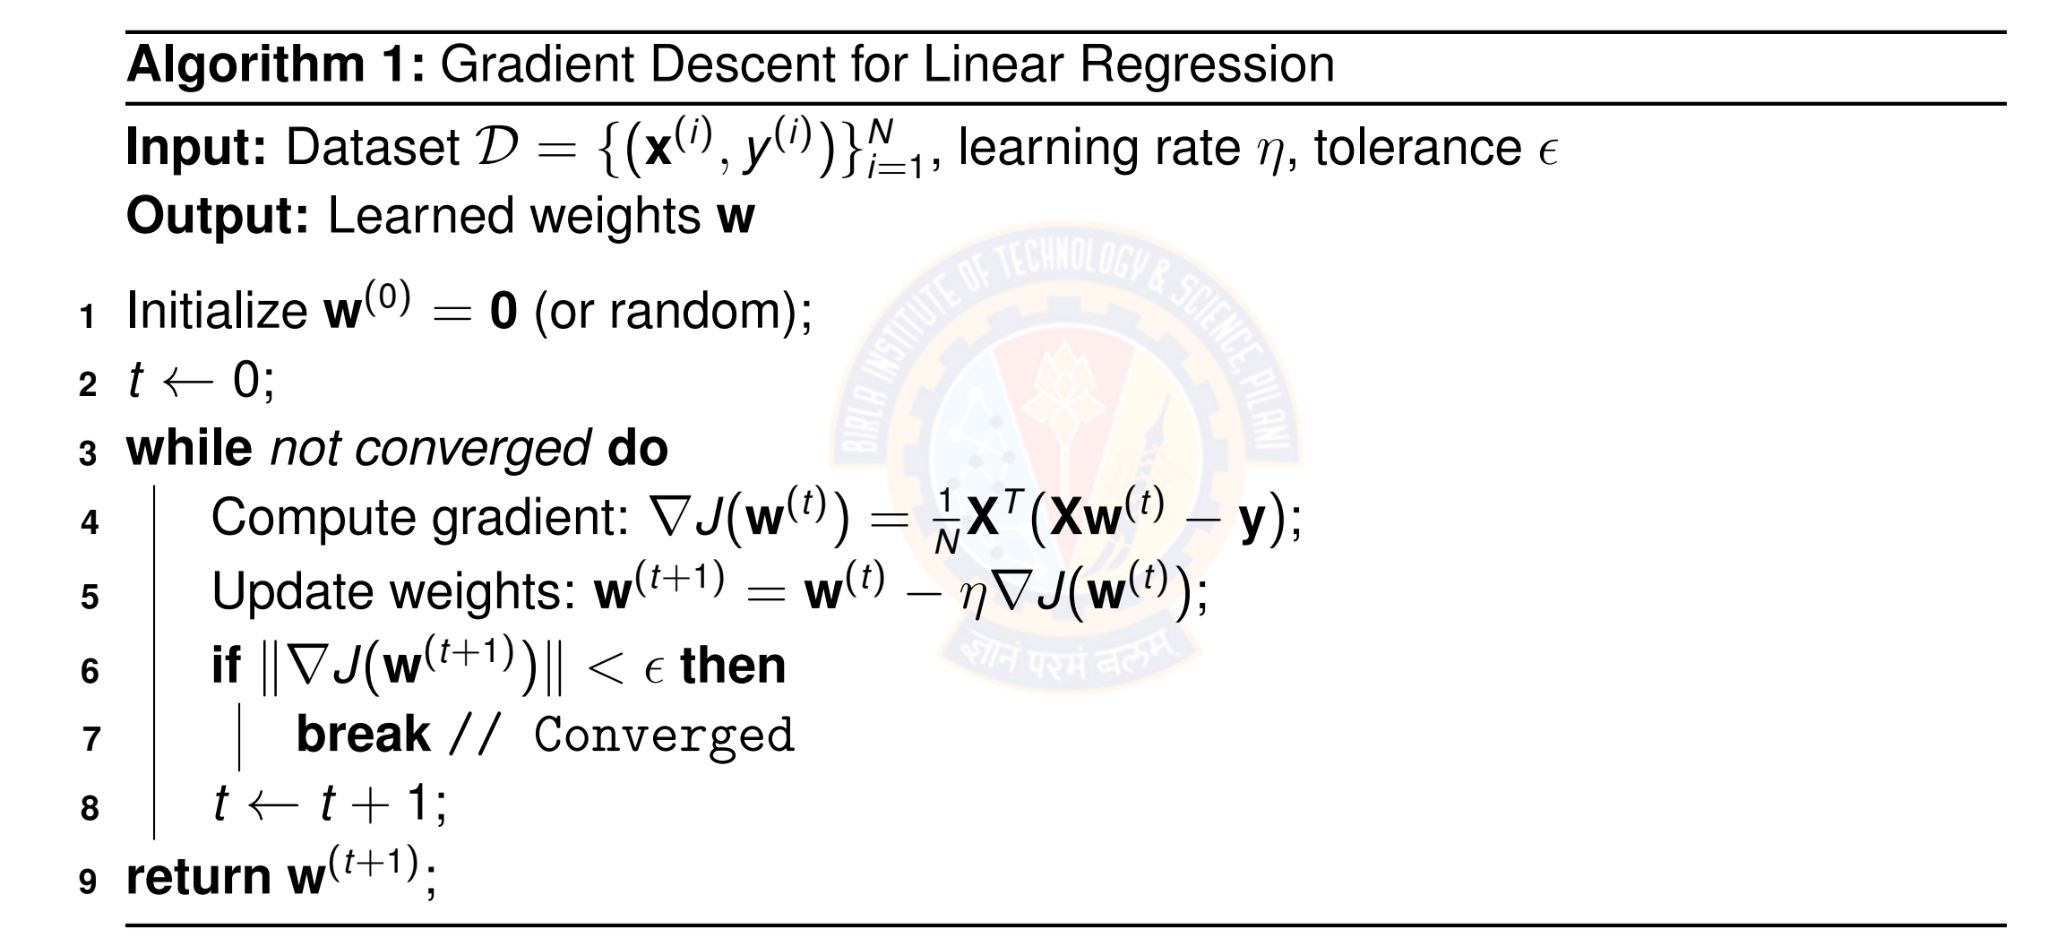 Algorithm 1: Gradient Descent for Linear Regression
Input: Dataset 𝒟 = {(𝐱⁽ⁱ⁾, y⁽ⁱ⁾)}ᵢ₌₁ᴺ, learning rate η, tolerance ϵ
Output: Learned weights 𝐰
1 Initialize 𝐰⁽⁰⁾ = 𝟎 (or random);
2 t ← 0;
3 while not converged do
4 Compute gradient: ∇J(𝐰⁽ᵗ⁾) = 1/N 𝐗ᵀ(𝐗𝐰⁽ᵗ⁾ − 𝐲);
5 Update weights: 𝐰⁽ᵗ⁺¹⁾ = 𝐰⁽ᵗ⁾ − η∇J(𝐰⁽ᵗ⁾);
6 if ‖∇J(𝐰⁽ᵗ⁺¹⁾)‖ < ϵ then
7 break // Converged
8 t ← t + 1;
9 return 𝐰⁽ᵗ⁺¹⁾;
BIRLA INSTITUTE OF TECHNOLOGY & SCIENCE, PILANI
ज्ञानं परमं बलम्